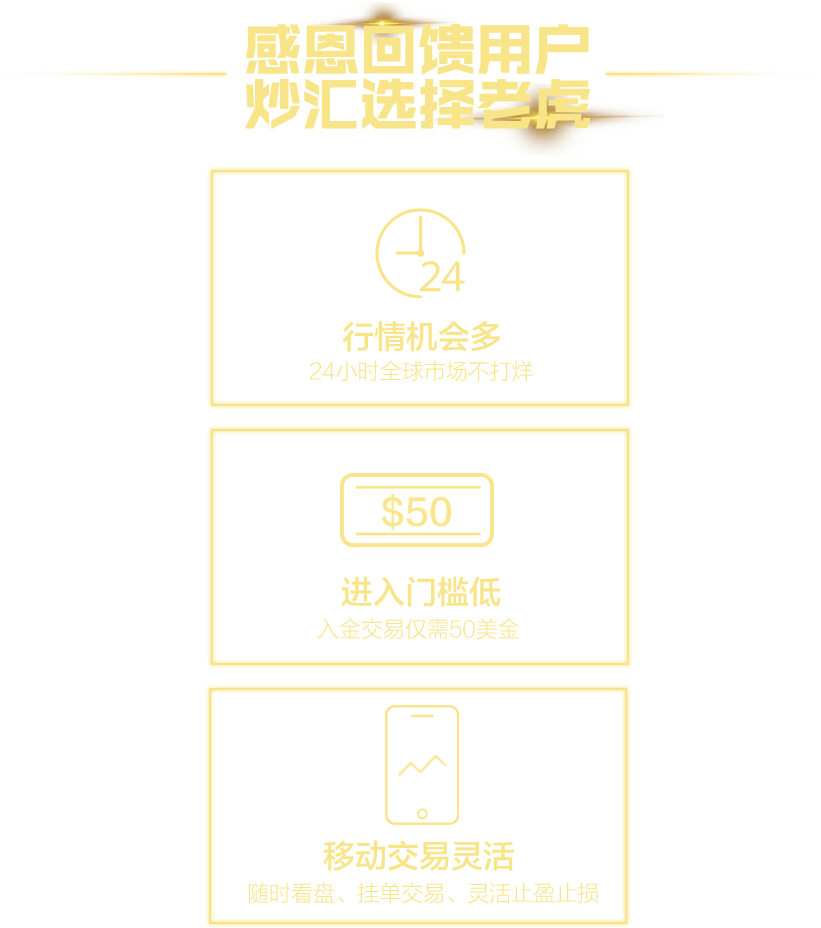 感恩回馈用户
炒汇选择老虎
24
行情机会多
24小时全球市场不打烊
$50
进入门槛低
入金交易仅需50美金
移动交易灵活
随时看盘、挂单交易、灵活止盈止损